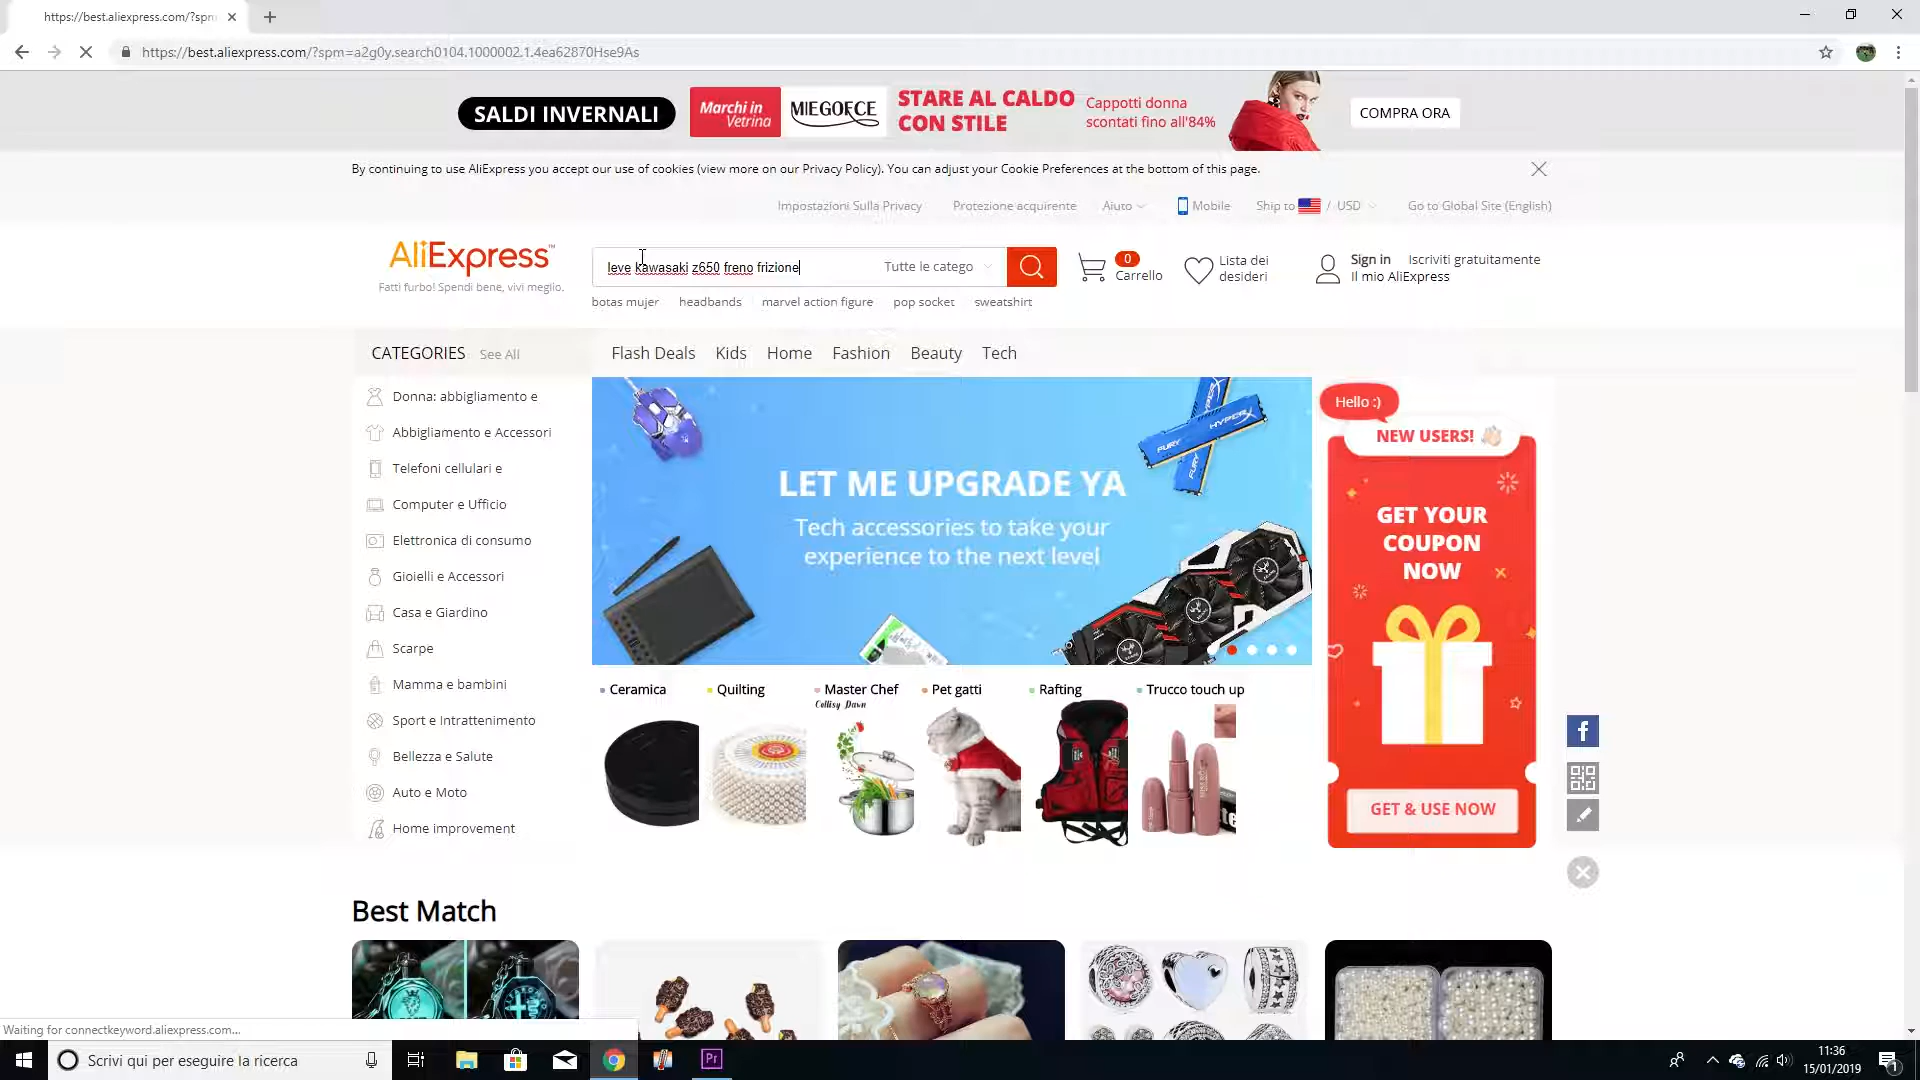 https://best.aliexpress.com/?spm
https://best.aliexpress.com/?spm=a2g0y.search0104.1000002.1.4ea62870Hse9As
SALDI INVERNALI
Marchi in Vetrina
MIEGOFCE
STARE AL CALDO
CON STILE
Cappotti donna
scontati fino all'84%
COMPRA ORA
By continuing to use AliExpress you accept our use of cookies (view more on our Privacy Policy). You can adjust your Cookie Preferences at the bottom of this page.
Impostazioni Sulla Privacy
Protezione acquirente
Aiuto
Mobile
Ship to / USD
Go to Global Site (English)
AliExpress™
Fatti furbo! Spendi bene, vivi meglio.
leve kawasaki z650 freno frizione
Tutte le catego
0
Carrello
Lista dei
desideri
Sign in Iscriviti gratuitamente
Il mio AliExpress
botas mujer headbands marvel action figure pop socket sweatshirt
CATEGORIES See All
Flash Deals Kids Home Fashion Beauty Tech
Donna: abbigliamento e
Abbigliamento e Accessori
Telefoni cellulari e
Computer e Ufficio
Elettronica di consumo
Gioielli e Accessori
Casa e Giardino
Scarpe
Mamma e bambini
Sport e Intrattenimento
Bellezza e Salute
Auto e Moto
Home improvement
LET ME UPGRADE YA
Tech accessories to take your
experience to the next level
FURY HYPERX
FURY
Hello :)
NEW USERS!
GET YOUR
COUPON
NOW
GET & USE NOW
Ceramica Quilting Master Chef Pet gatti Rafting Trucco touch up
Best Match
Waiting for connectkeyword.aliexpress.com...
Scrivi qui per eseguire la ricerca
Pr
11:36
15/01/2019
1